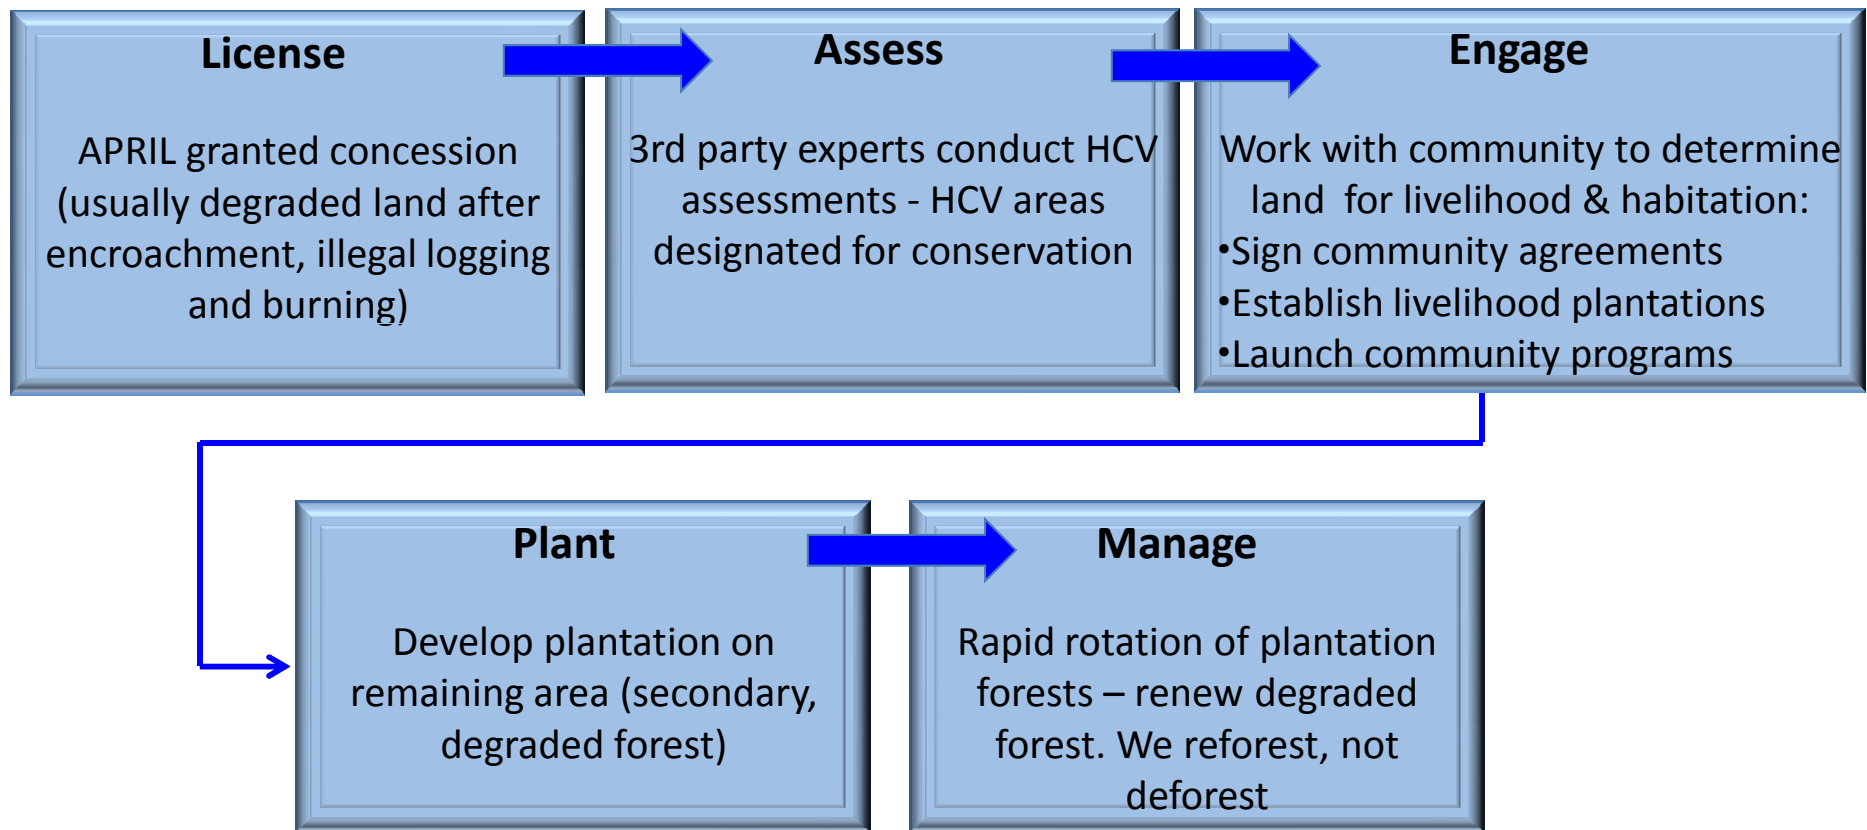 License
APRIL granted concession
(usually degraded land after
encroachment, illegal logging
and burning)
Assess
3rd party experts conduct HCV
assessments - HCV areas
designated for conservation
Engage
Work with community to determine
land for livelihood & habitation:
•Sign community agreements
•Establish livelihood plantations
•Launch community programs
Plant
Develop plantation on
remaining area (secondary,
degraded forest)
Manage
Rapid rotation of plantation
forests – renew degraded
forest. We reforest, not
deforest